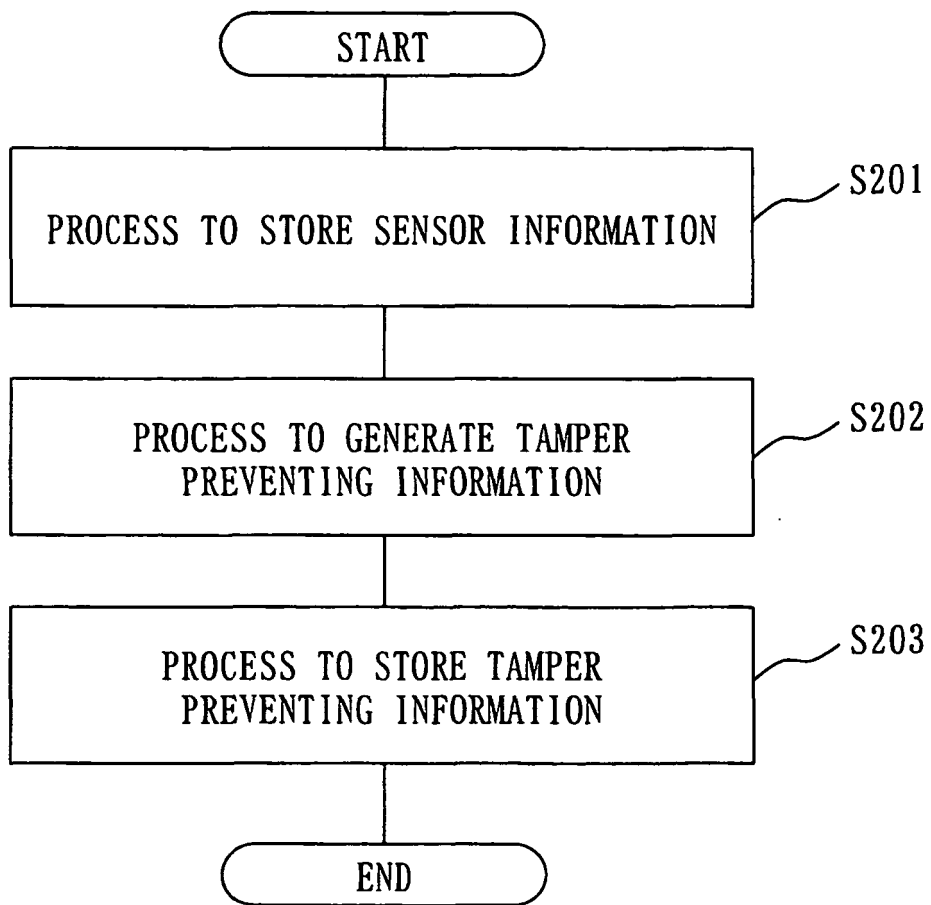 START
PROCESS TO STORE SENSOR INFORMATION
S201
PROCESS TO GENERATE TAMPER
PREVENTING INFORMATION
S202
PROCESS TO STORE TAMPER
PREVENTING INFORMATION
S203
END